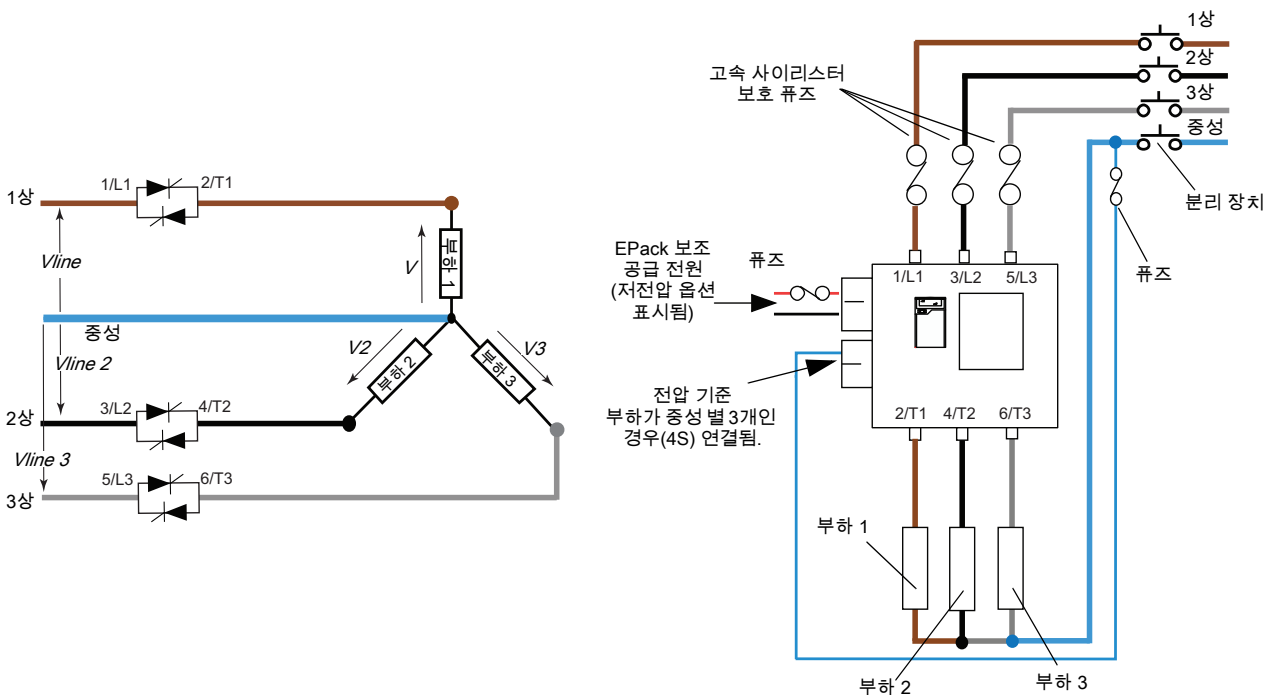 1상
1/L1
2/T1
Vline
V
부하 1
중성
Vline 2
V2
부하 2
V3
부하 3
2상
3/L2
4/T2
Vline 3
3상
5/L3
6/T3
1상
2상
3상
중성
고속 사이리스터
보호 퓨즈
분리 장치
퓨즈
EPack 보조
공급 전원
(저전압 옵션
표시됨)
퓨즈
1/L1
3/L2
5/L3
전압 기준
부하가 중성 별 3개인
경우(4S) 연결됨.
2/T1
4/T2
6/T3
부하 1
부하 2
부하 3